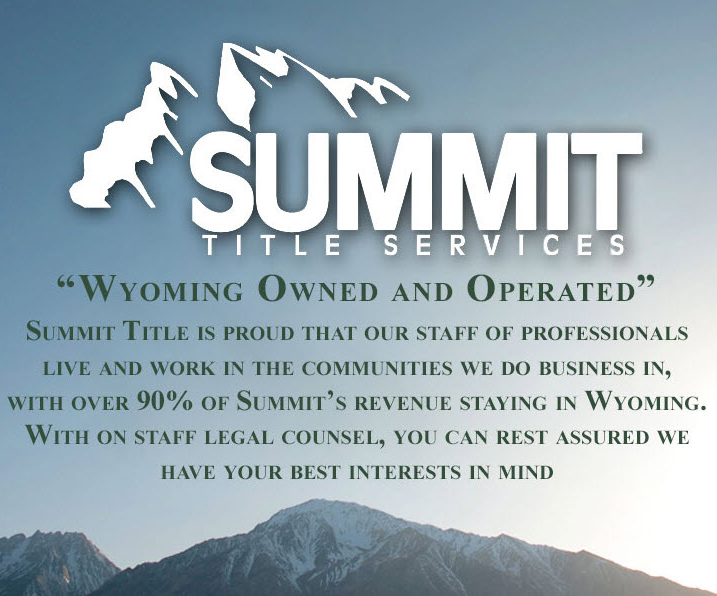 SUMMIT
TITLE SERVICES
“Wyoming Owned and Operated”
Summit Title is proud that our staff of professionals
live and work in the communities we do business in,
with over 90% of Summit’s revenue staying in Wyoming.
With on staff legal counsel, you can rest assured we
have your best interests in mind